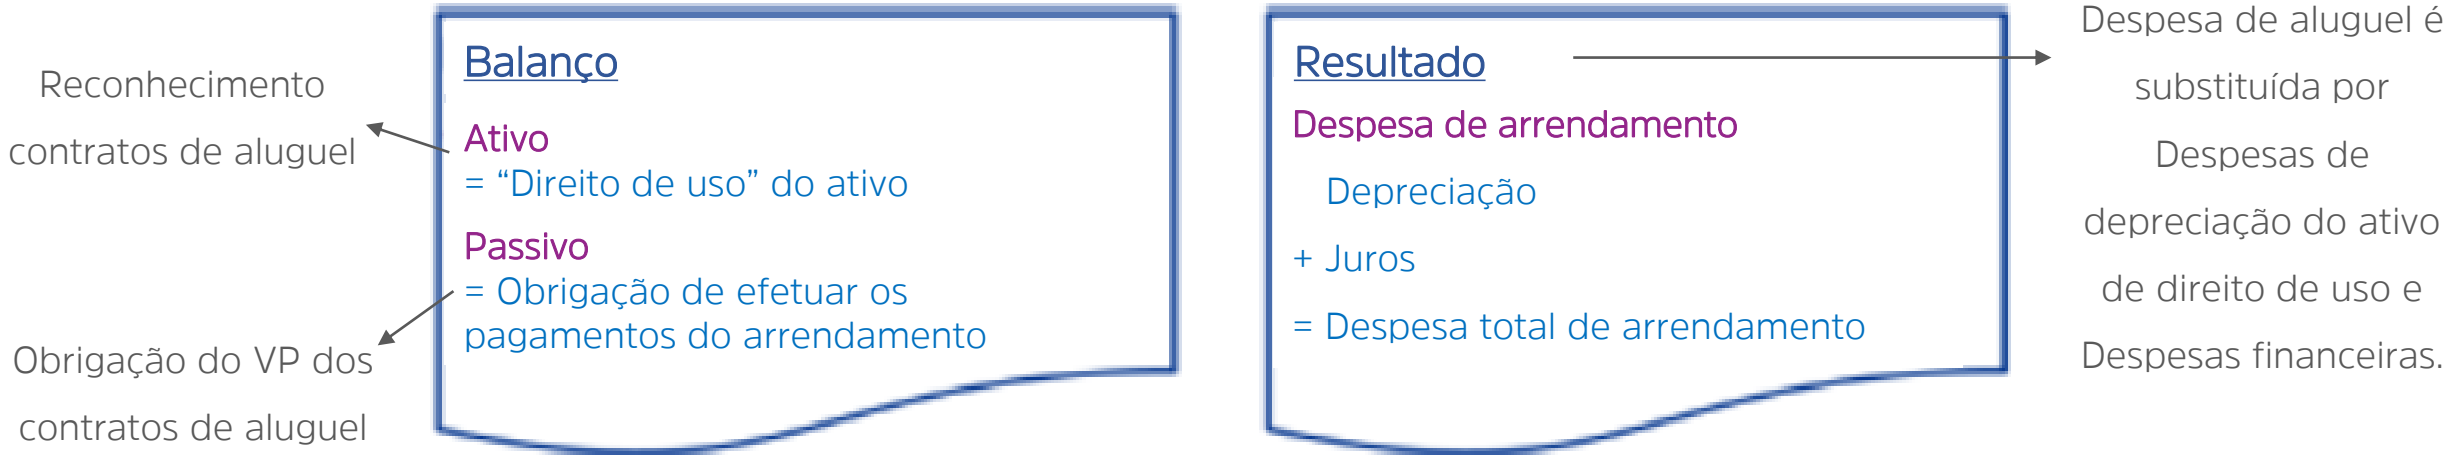 Reconhecimento
contratos de aluguel
Obrigação do VP dos
contratos de aluguel
Balanço
Ativo
= “Direito de uso” do ativo
Passivo
= Obrigação de efetuar os
pagamentos do arrendamento
Resultado
Despesa de arrendamento
Depreciação
+ Juros
= Despesa total de arrendamento
Despesa de aluguel é
substituída por
Despesas de
depreciação do ativo
de direito de uso e
Despesas financeiras.